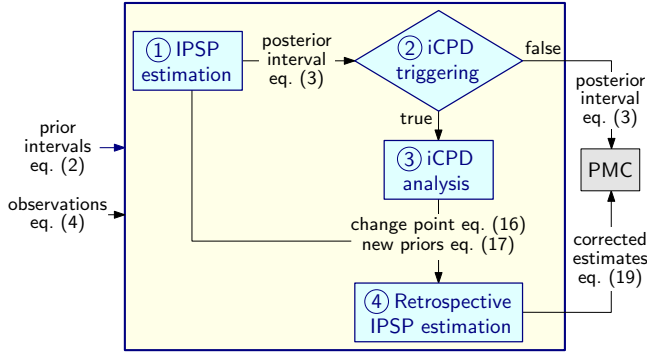 ① IPSP
estimation
posterior
interval
eq. (3)
② iCPD
triggering
false
posterior
interval
eq. (3)
true
prior
intervals
eq. (2)
③ iCPD
analysis
PMC
observations
eq. (4)
change point eq. (16)
new priors eq. (17)
corrected
estimates
eq. (19)
④ Retrospective
IPSP estimation